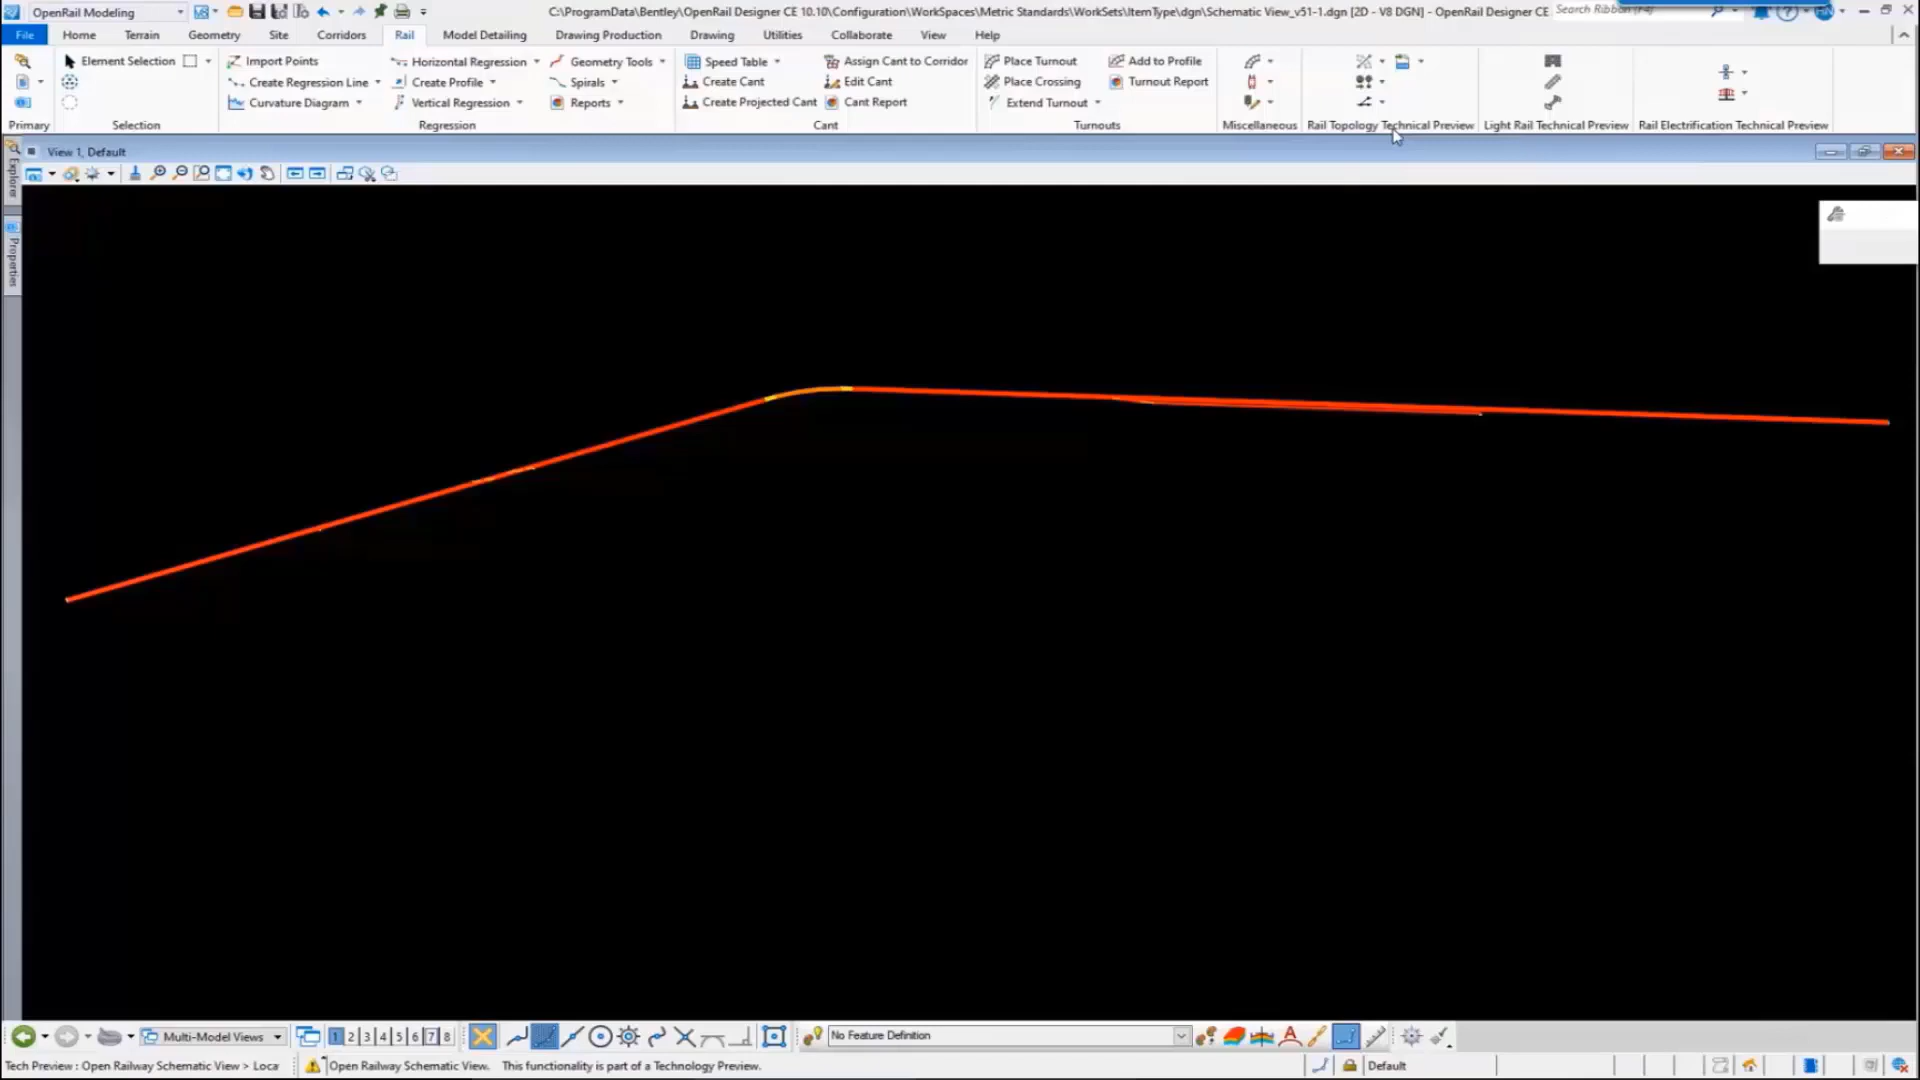 OpenRail Modeling
C:\ProgramData\Bentley\OpenRail Designer CE 10.10\Configuration\WorkSpaces\Metric Standards\WorkSets\ItemType\dgn\Schematic View_v51-1.dgn [2D - V8 DGN] - OpenRail Designer CE
Search Ribbon (F4)
HN
File Home Terrain Geometry Site Corridors Rail Model Detailing Drawing Production Drawing Utilities Collaborate View Help
Element Selection Import Points Horizontal Regression Geometry Tools Speed Table Assign Cant to Corridor Place Turnout Add to Profile
Create Regression Line Create Profile Spirals Create Cant Edit Cant Place Crossing Turnout Report
Curvature Diagram Vertical Regression Reports Create Projected Cant Cant Report Extend Turnout
Primary Selection Regression Cant Turnouts Miscellaneous Rail Topology Technical Preview Light Rail Technical Preview Rail Electrification Technical Preview
View 1, Default
Explorer
Properties
Multi-Model Views 1 2 3 4 5 6 7 8 No Feature Definition
Tech Preview : Open Railway Schematic View > Loca Open Railway Schematic View. This functionality is part of a Technology Preview. Default